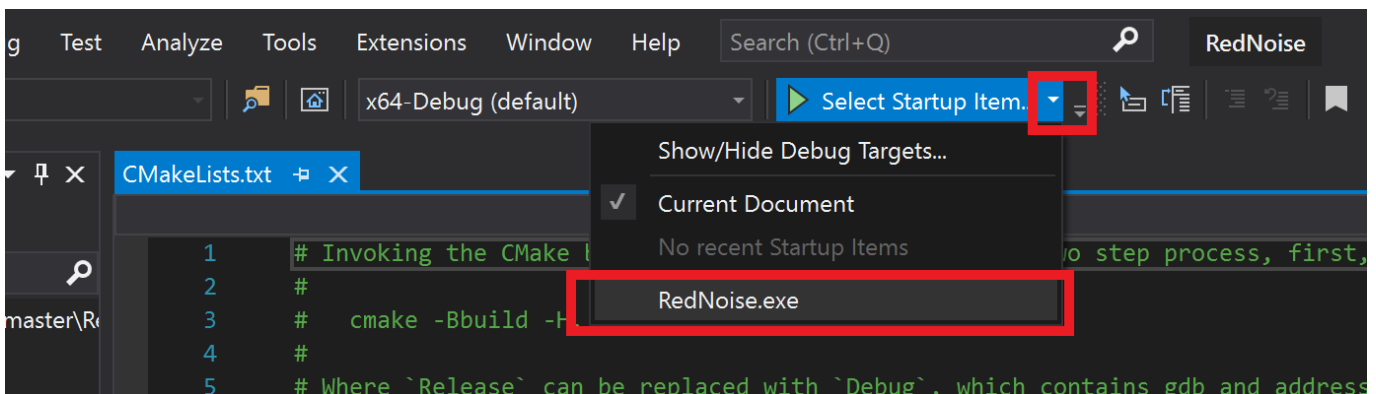 g Test Analyze Tools Extensions Window Help Search (Ctrl+Q) RedNoise
x64-Debug (default) Select Startup Item..
Show/Hide Debug Targets...
CMakeLists.txt
Current Document
No recent Startup Items
RedNoise.exe
1 # Invoking the CMake step process, first,
2 #
master\Re 3 # cmake -Bbuild -H.
4 #
5 # Where `Release` can be replaced with `Debug`, which contains gdb and address